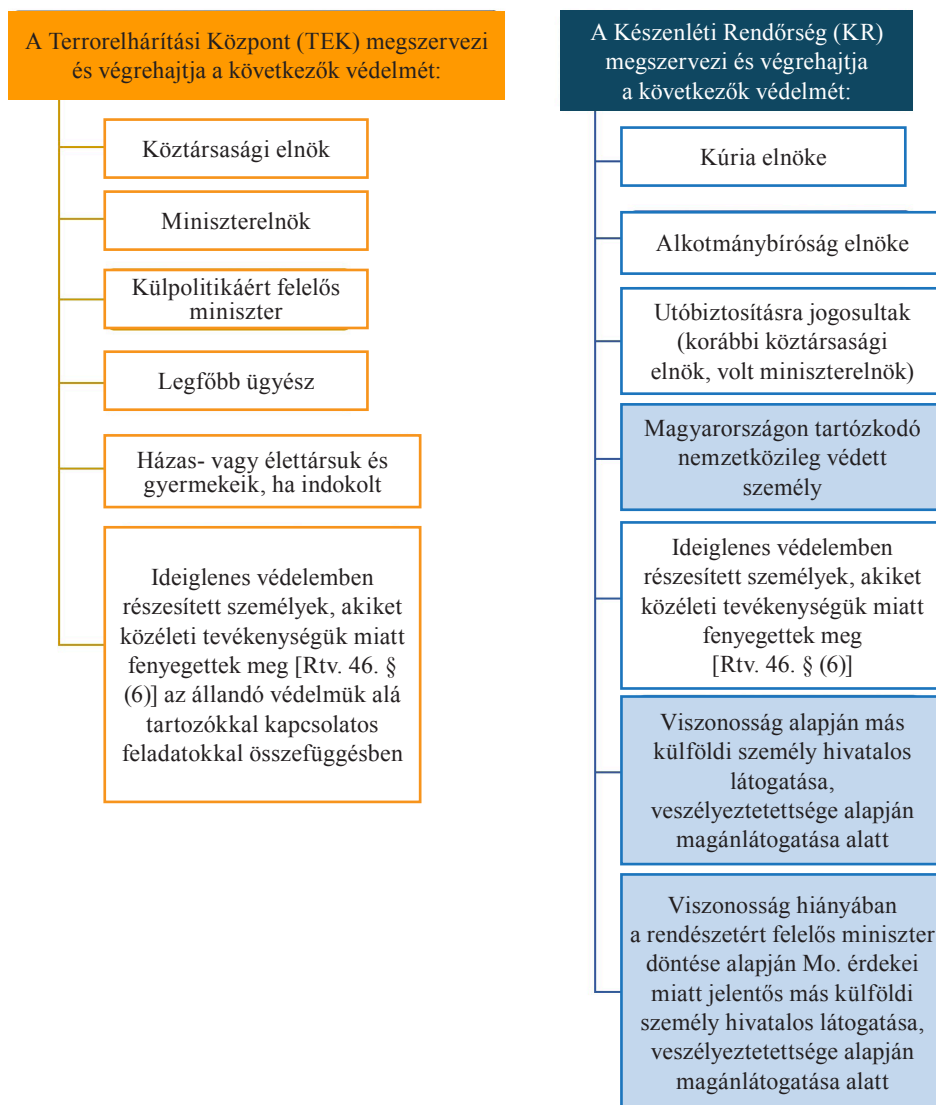 A Terrorelhárítási Központ (TEK) megszervezi
és végrehajtja a következők védelmét:
Köztársasági elnök
Miniszterelnök
Külpolitikáért felelős
miniszter
Legfőbb ügyész
Házas- vagy élettársuk és
gyermekeik, ha indokolt
Ideiglenes védelemben
részesített személyek, akiket
közéleti tevékenységük miatt
fenyegettek meg [Rtv. 46. §
(6)] az állandó védelmük alá
tartozókkal kapcsolatos
feladatokkal összefüggésben
A Készenléti Rendőrség (KR)
megszervezi és végrehajtja
a következők védelmét:
Kúria elnöke
Alkotmánybíróság elnöke
Utóbiztosításra jogosultak
(korábbi köztársasági
elnök, volt miniszterelnök)
Magyarországon tartózkodó
nemzetközileg védett
személy
Ideiglenes védelemben
részesített személyek, akiket
közéleti tevékenységük miatt
fenyegettek meg
[Rtv. 46. § (6)]
Viszonosság alapján más
külföldi személy hivatalos
látogatása,
veszélyeztetettsége alapján
magánlátogatása alatt
Viszonosság hiányában
a rendészetért felelős miniszter
döntése alapján Mo. érdekei
miatt jelentős más külföldi
személy hivatalos látogatása,
veszélyeztetettsége alapján
magánlátogatása alatt